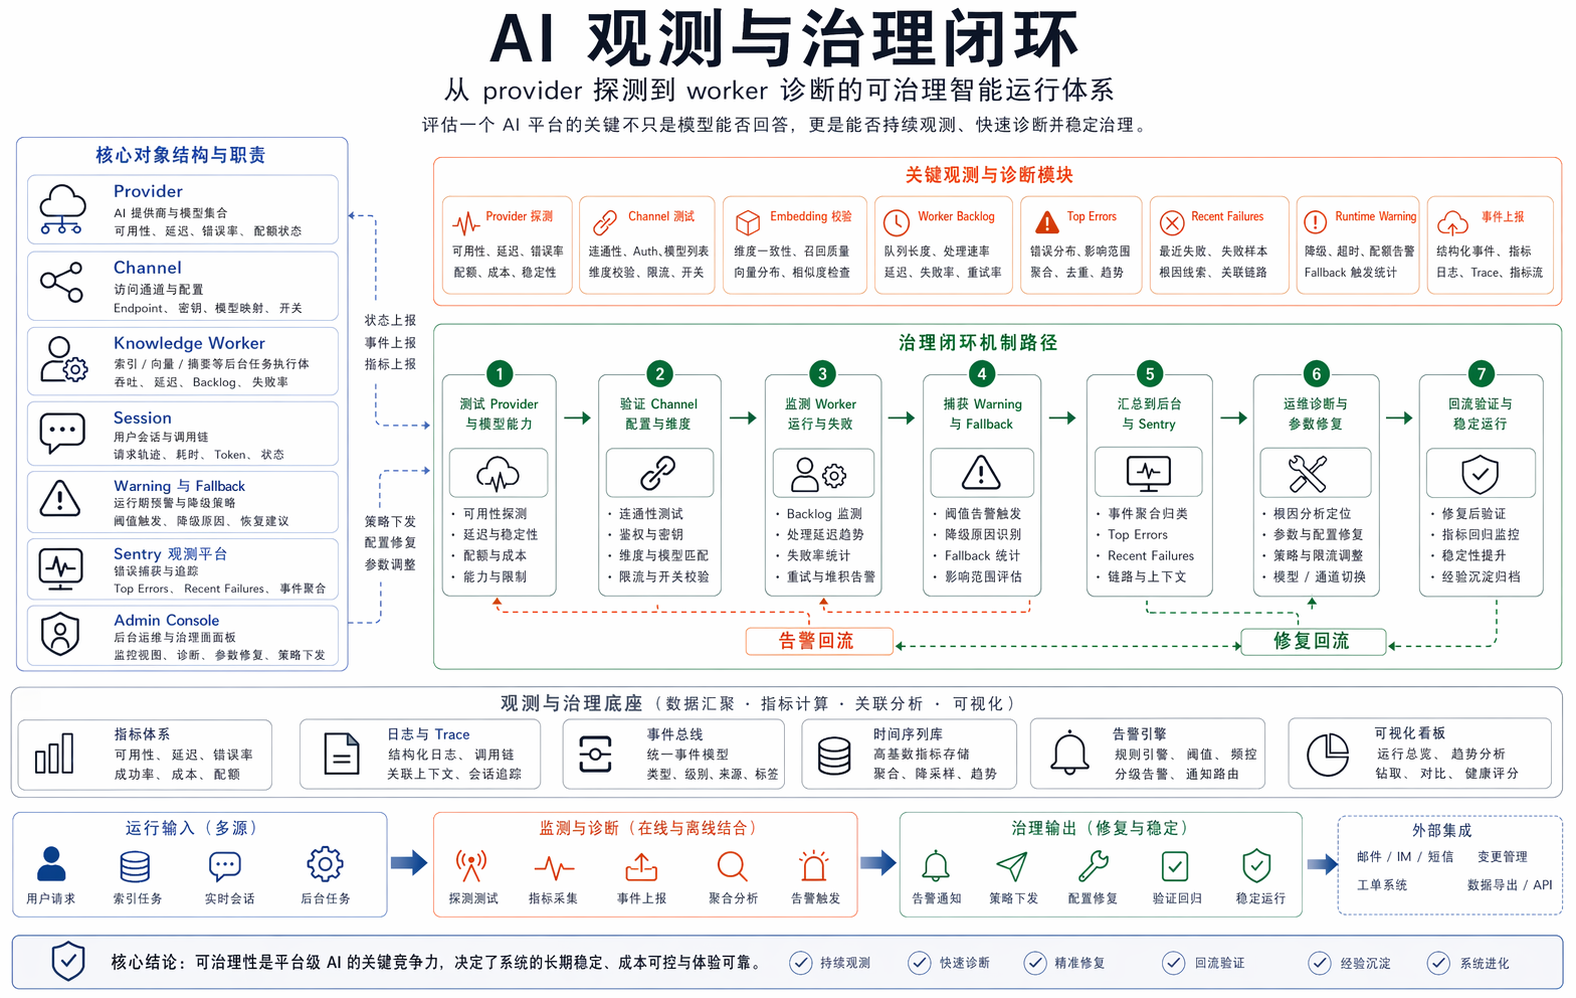 AI 观测与治理闭环
从 provider 探测到 worker 诊断的可治理智能运行体系
评估一个 AI 平台的关键不只是模型能否回答，更是能否持续观测、快速诊断并稳定治理。
核心对象结构与职责
Provider
AI 提供商与模型集合
可用性、延迟、错误率、配额状态
Channel
访问通道与配置
Endpoint、密钥、模型映射、开关
Knowledge Worker
索引 / 向量 / 摘要等后台任务执行体
吞吐、延迟、Backlog、失败率
Session
用户会话与调用链
请求轨迹、耗时、Token、状态
Warning 与 Fallback
运行期预警与降级策略
阈值触发、降级原因、恢复建议
Sentry 观测平台
错误捕获与追踪
Top Errors、Recent Failures、事件聚合
Admin Console
后台运维与治理面面板
监控视图、诊断、参数修复、策略下发
状态上报
事件上报
指标上报
策略下发
配置修复
参数调整
关键观测与诊断模块
Provider 探测
可用性、延迟、错误率
配额、成本、稳定性
Channel 测试
连通性、Auth、模型列表
维度校验、限流、开关
Embedding 校验
维度一致性、召回质量
向量分布、相似度检查
Worker Backlog
队列长度、处理速率
延迟、失败率、重试率
Top Errors
错误分布、影响范围
聚合、去重、趋势
Recent Failures
最近失败、失败样本
根因线索、关联链路
Runtime Warning
降级、超时、配额告警
Fallback 触发统计
事件上报
结构化事件、指标
日志、Trace、指标流
治理闭环机制路径
1
测试 Provider
与模型能力
• 可用性探测
• 延迟与稳定性
• 配额与成本
• 能力与限制
2
验证 Channel
配置与维度
• 连通性测试
• 鉴权与密钥
• 维度与模型匹配
• 限流与开关校验
3
监测 Worker
运行与失败
• Backlog 监测
• 处理延迟趋势
• 失败率统计
• 重试与堆积告警
4
捕获 Warning
与 Fallback
• 阈值告警触发
• 降级原因识别
• Fallback 统计
• 影响范围评估
5
汇总到后台
与 Sentry
• 事件聚合归类
• Top Errors
• Recent Failures
• 链路与上下文
6
运维诊断与
参数修复
• 根因分析定位
• 参数与配置修复
• 策略与限流调整
• 模型 / 通道切换
7
回流验证与
稳定运行
• 修复后验证
• 指标回归监控
• 稳定性提升
• 经验沉淀归档
告警回流
修复回流
观测与治理底座（数据汇聚 · 指标计算 · 关联分析 · 可视化）
指标体系
可用性、延迟、错误率
成功率、成本、配额
日志与 Trace
结构化日志、调用链
关联上下文、会话追踪
事件总线
统一事件模型
类型、级别、来源、标签
时间序列库
高基数指标存储
聚合、降采样、趋势
告警引擎
规则引擎、阈值、频控
分级告警、通知路由
可视化看板
运行总览、趋势分析
钻取、对比、健康评分
运行输入（多源）
用户请求
索引任务
实时会话
后台任务
监测与诊断（在线与离线结合）
探测测试
指标采集
事件上报
聚合分析
告警触发
治理输出（修复与稳定）
告警通知
策略下发
配置修复
验证回归
稳定运行
外部集成
邮件 / IM / 短信 变更管理
工单系统 数据导出 / API
核心结论：可治理性是平台级 AI 的关键竞争力，决定了系统的长期稳定、成本可控与体验可靠。
持续观测
快速诊断
精准修复
回流验证
经验沉淀
系统进化